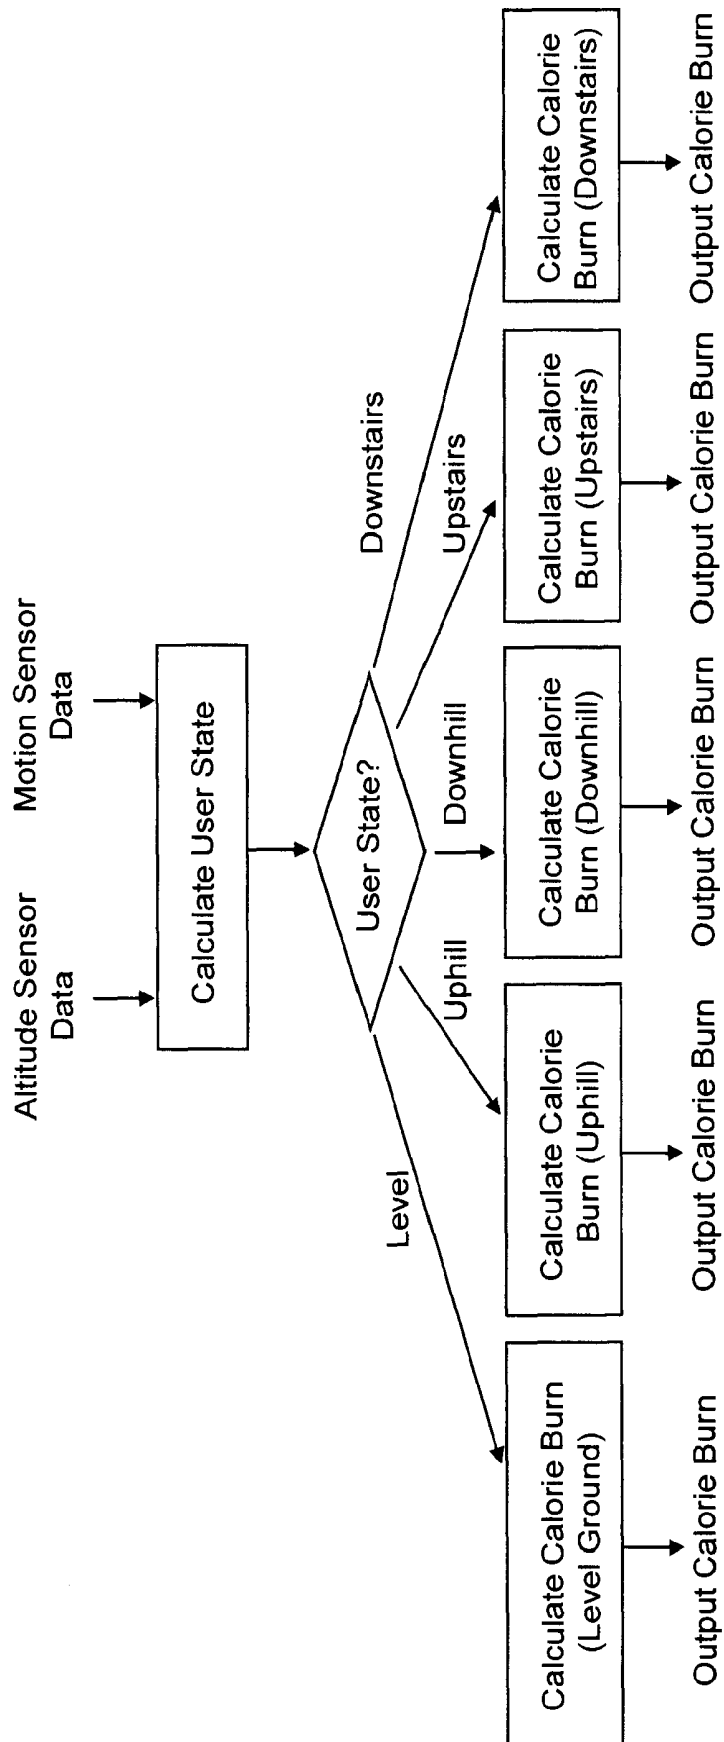 Altitude Sensor
Data
Motion Sensor
Data
Calculate User State
User State?
Level
Uphill
Downhill
Upstairs
Downstairs
Calculate Calorie Burn
(Level Ground)
Calculate Calorie
Burn (Uphill)
Calculate Calorie
Burn (Downhill)
Calculate Calorie
Burn (Upstairs)
Calculate Calorie
Burn (Downstairs)
Output Calorie Burn
Output Calorie Burn
Output Calorie Burn
Output Calorie Burn
Output Calorie Burn